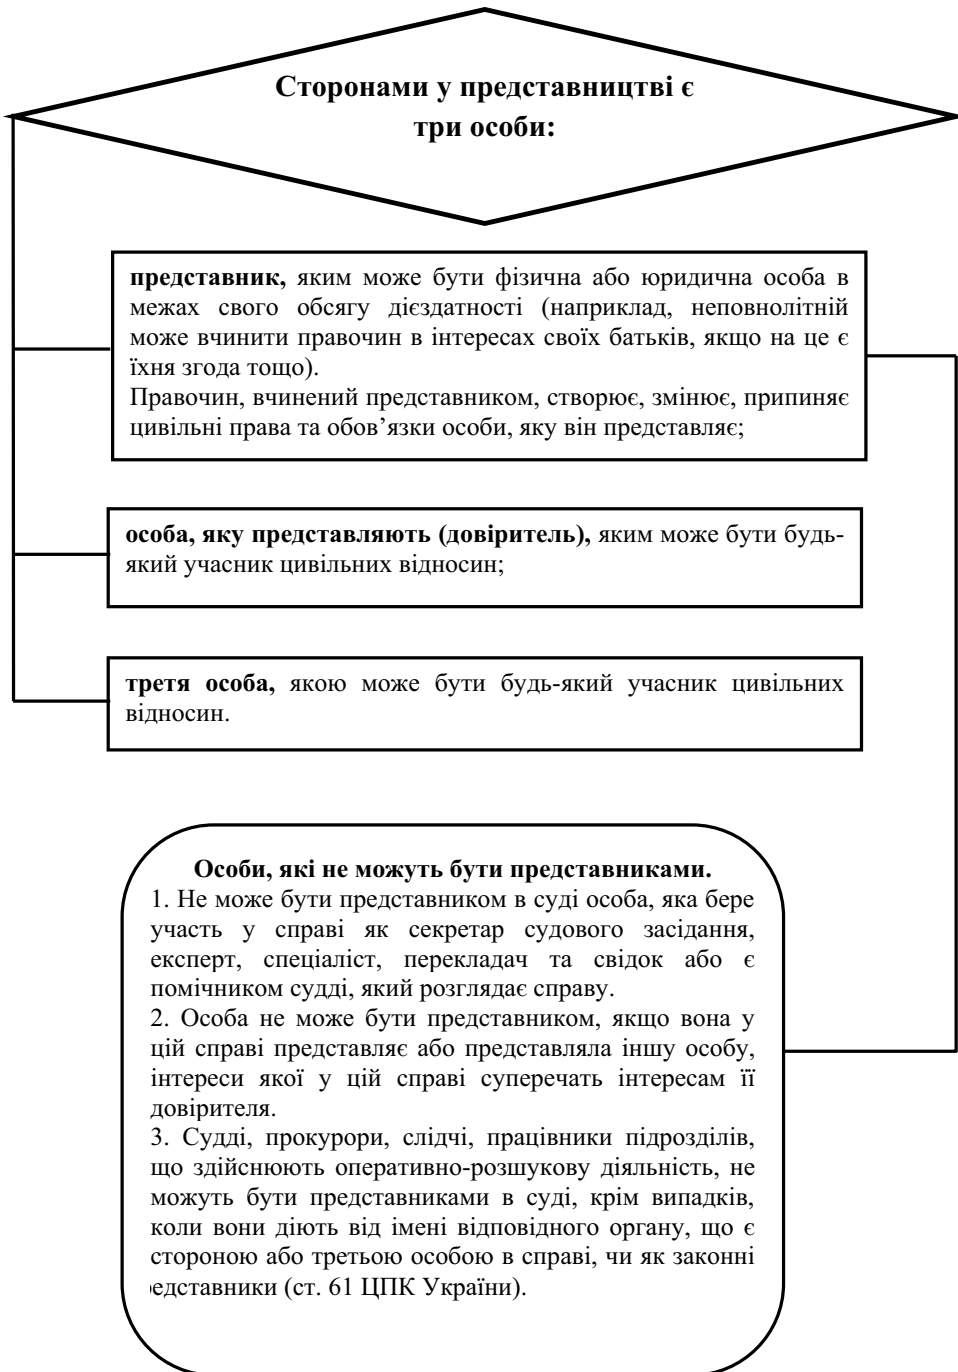 Сторонами у представництві є
три особи:
представник, яким може бути фізична або юридична особа в
межах свого обсягу дієздатності (наприклад, неповнолітній
може вчинити правочин в інтересах своїх батьків, якщо на це є
їхня згода тощо).
Правочин, вчинений представником, створює, змінює, припиняє
цивільні права та обов’язки особи, яку він представляє;
особа, яку представляють (довіритель), яким може бути будь-
який учасник цивільних відносин;
третя особа, якою може бути будь-який учасник цивільних
відносин.
Особи, які не можуть бути представниками.
1. Не може бути представником в суді особа, яка бере
участь у справі як секретар судового засідання,
експерт, спеціаліст, перекладач та свідок або є
помічником судді, який розглядає справу.
2. Особа не може бути представником, якщо вона у
цій справі представляє або представляла іншу особу,
інтереси якої у цій справі суперечать інтересам її
довірителя.
3. Судді, прокурори, слідчі, працівники підрозділів,
що здійснюють оперативно-розшукову діяльність, не
можуть бути представниками в суді, крім випадків,
коли вони діють від імені відповідного органу, що є
стороною або третьою особою в справі, чи як законні
едставники (ст. 61 ЦПК України).